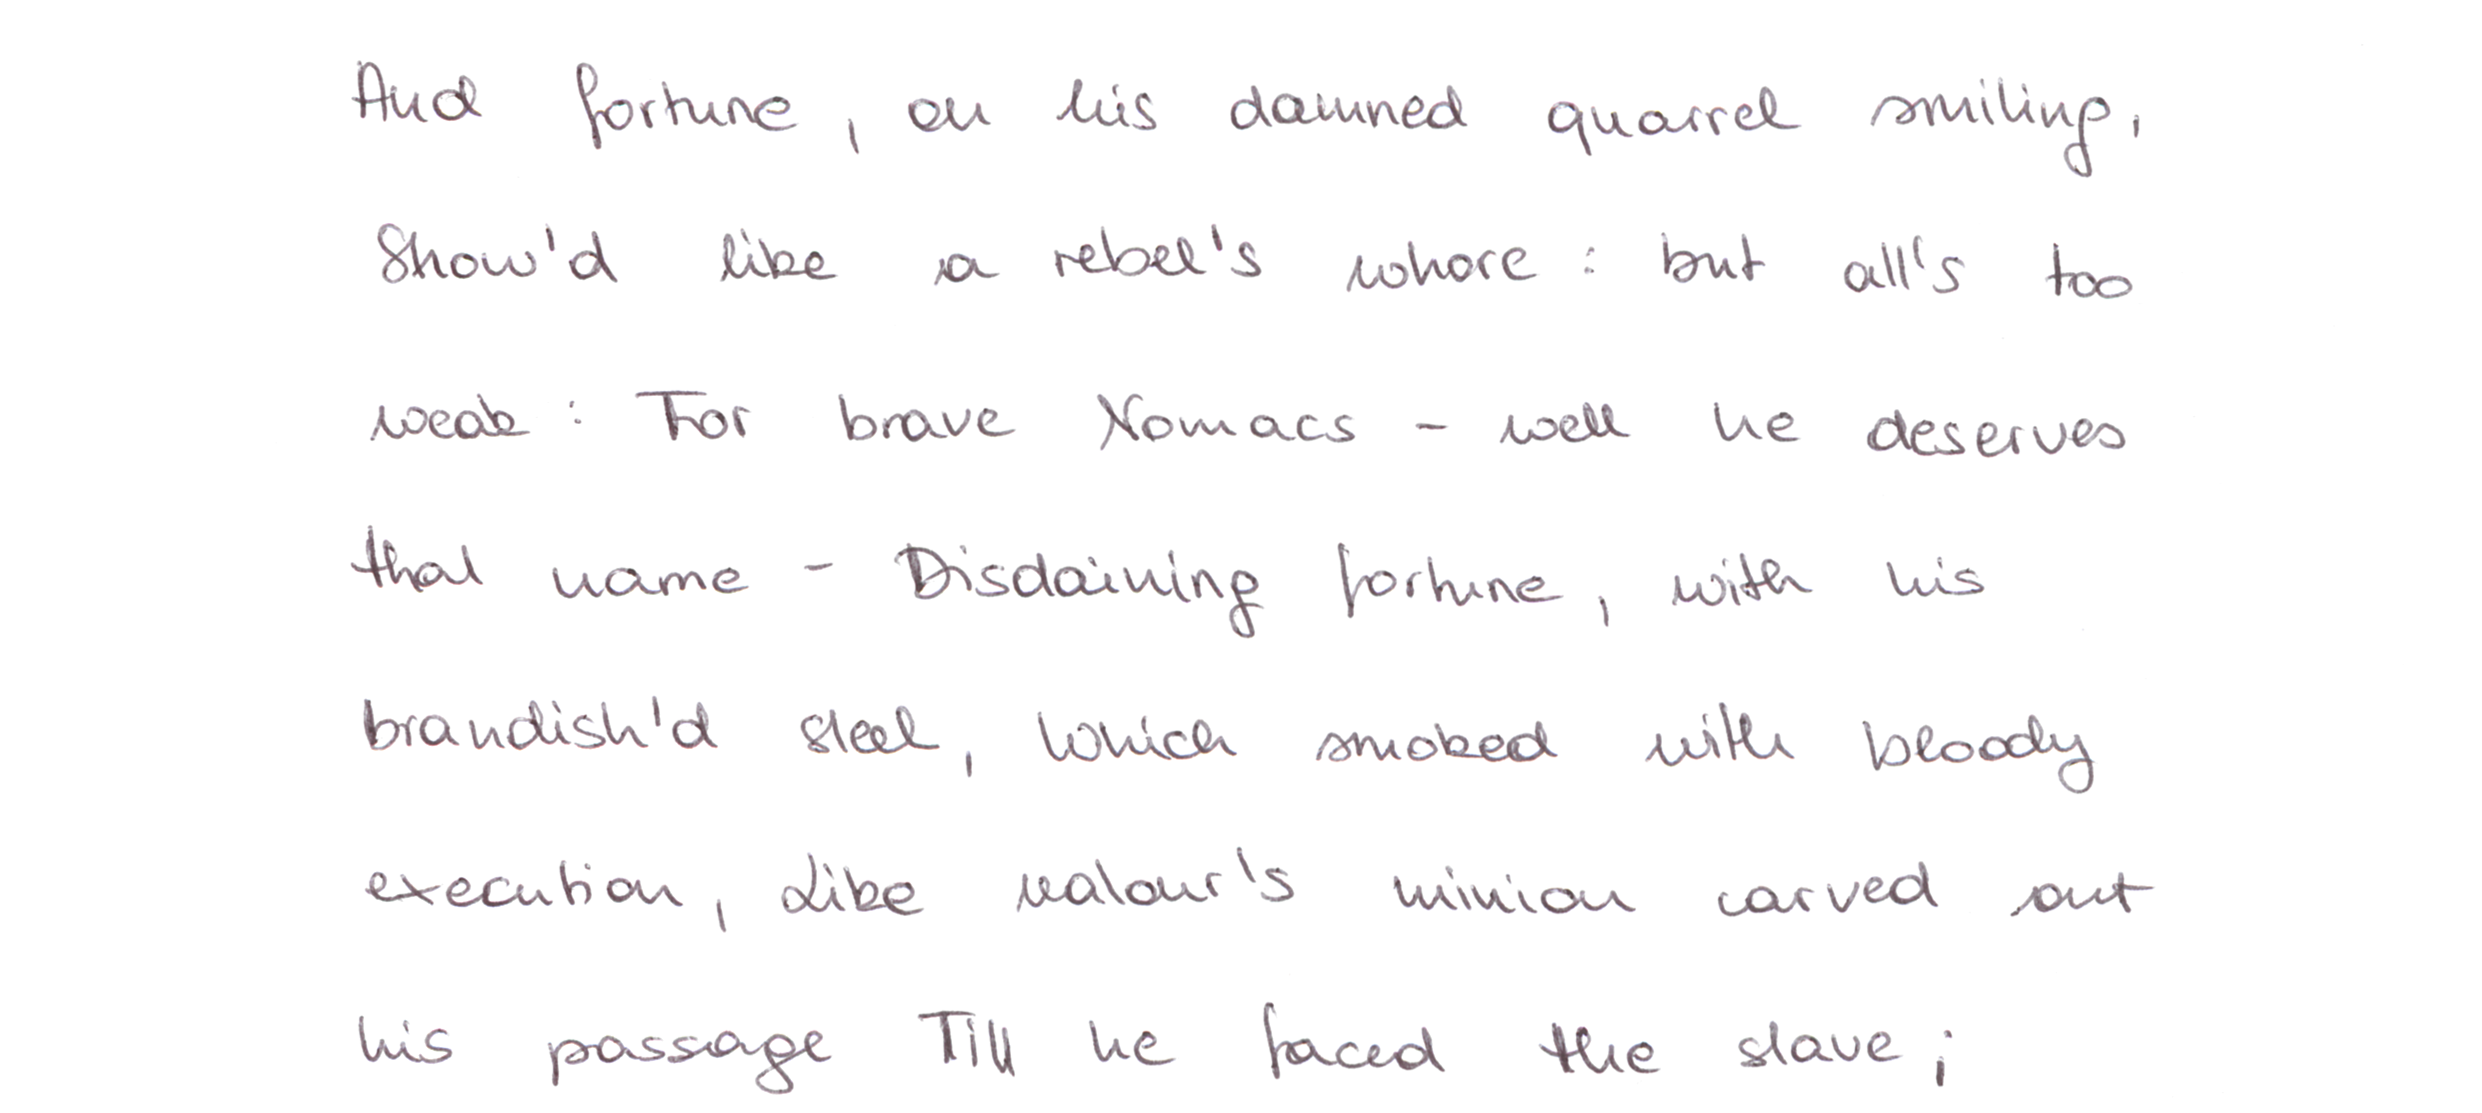 And fortune, on his damned quarrel smiling,
Show'd like a rebel's whore : but all's too
weak : For brave Nomacs - well he deserves
that name - Disdaining fortune, with his
brandish'd steel, Which smoked with bloody
execution, Like valour's minion carved out
his passage Till he faced the slave;